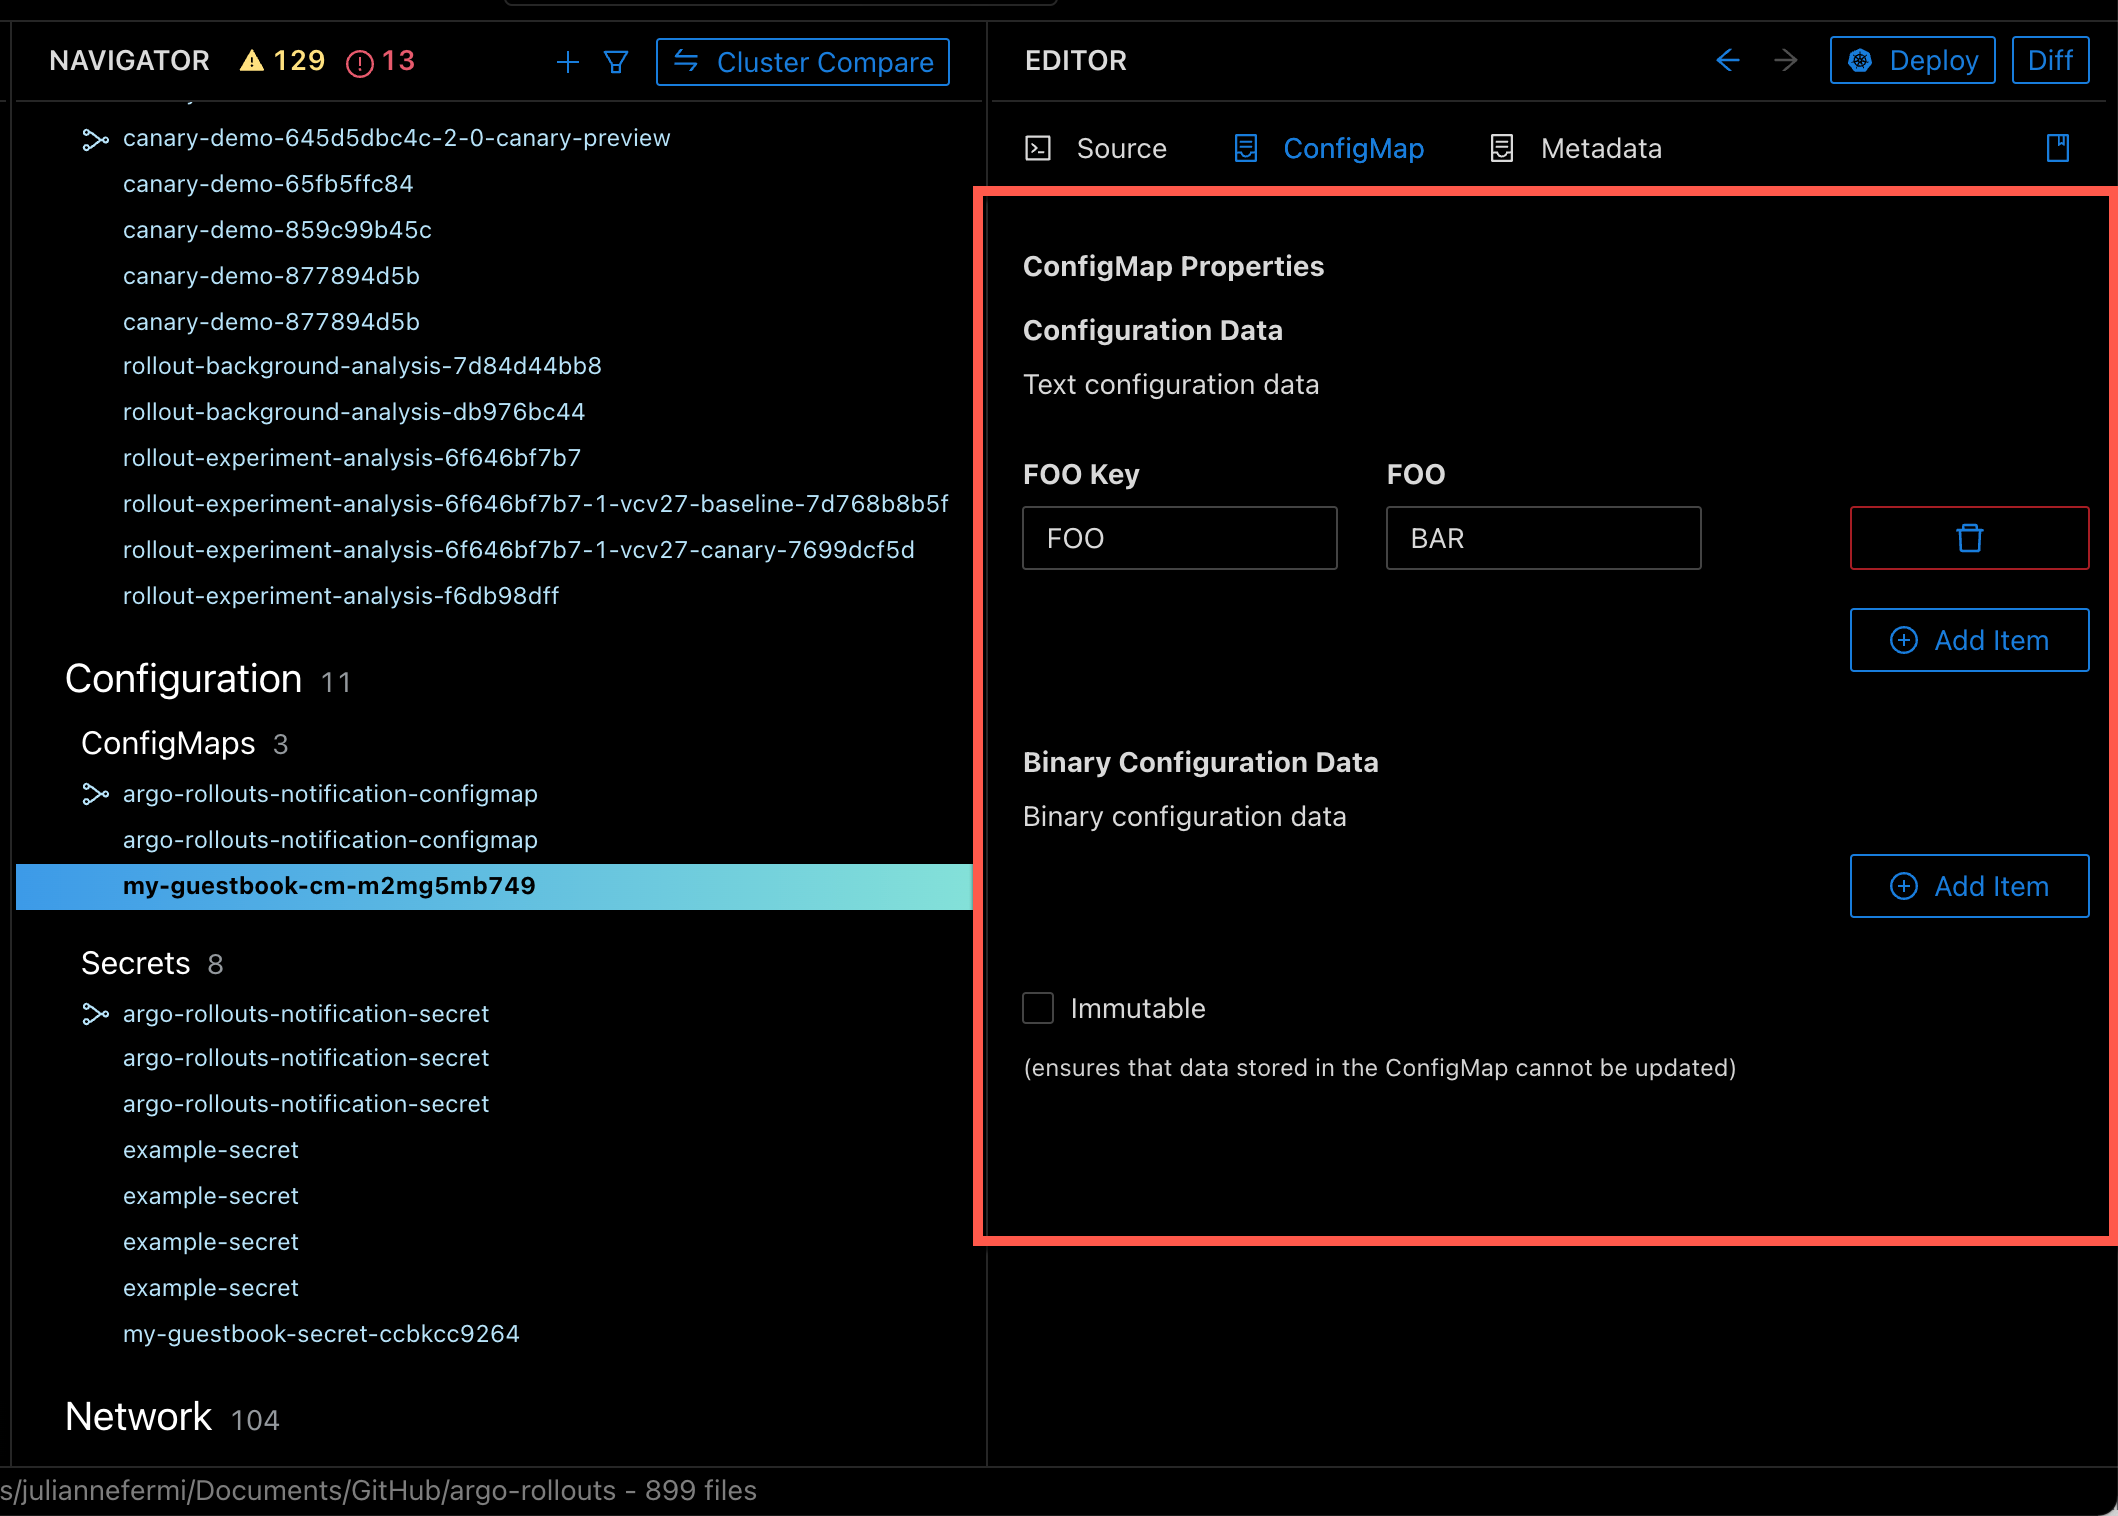 NAVIGATOR 129 13 Cluster Compare
canary-demo-645d5dbc4c-2-0-canary-preview
canary-demo-65fb5ffc84
canary-demo-859c99b45c
canary-demo-877894d5b
canary-demo-877894d5b
rollout-background-analysis-7d84d44bb8
rollout-background-analysis-db976bc44
rollout-experiment-analysis-6f646bf7b7
rollout-experiment-analysis-6f646bf7b7-1-vcv27-baseline-7d768b8b5f
rollout-experiment-analysis-6f646bf7b7-1-vcv27-canary-7699dcf5d
rollout-experiment-analysis-f6db98dff
Configuration 11
ConfigMaps 3
argo-rollouts-notification-configmap
argo-rollouts-notification-configmap
my-guestbook-cm-m2mg5mb749
Secrets 8
argo-rollouts-notification-secret
argo-rollouts-notification-secret
argo-rollouts-notification-secret
example-secret
example-secret
example-secret
example-secret
my-guestbook-secret-ccbkcc9264
Network 104
EDITOR Deploy Diff
Source ConfigMap Metadata
ConfigMap Properties
Configuration Data
Text configuration data
FOO Key FOO
FOO BAR
Add Item
Binary Configuration Data
Binary configuration data
Add Item
Immutable
(ensures that data stored in the ConfigMap cannot be updated)
s/juliannefermi/Documents/GitHub/argo-rollouts - 899 files